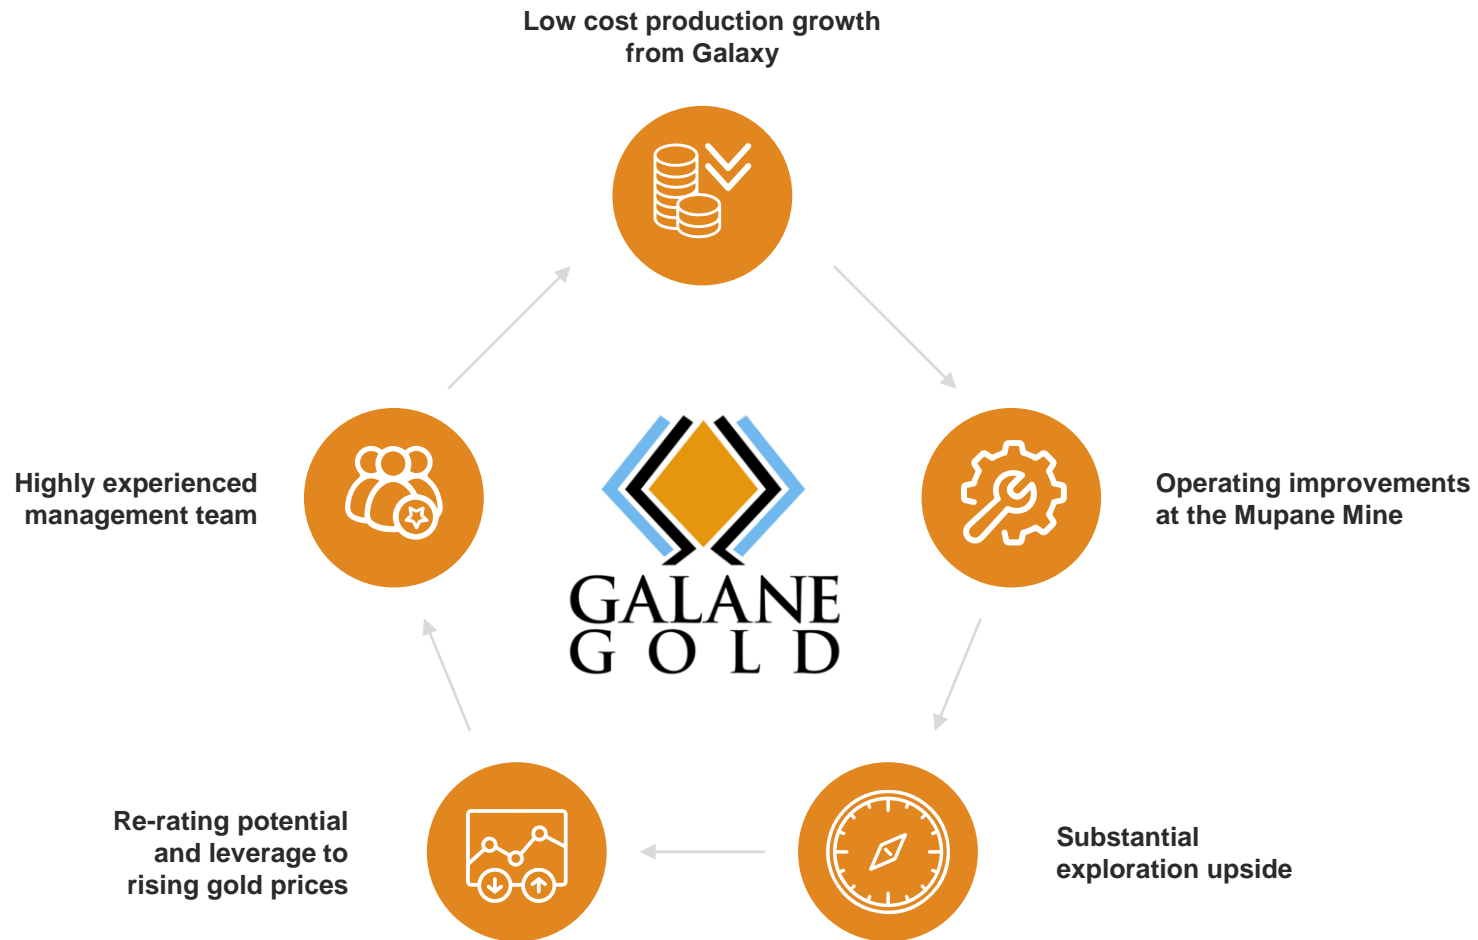 Low cost production growth
from Galaxy
Highly experienced
management team
GALANE
GOLD
Operating improvements
at the Mupane Mine
Re-rating potential
and leverage to
rising gold prices
Substantial
exploration upside